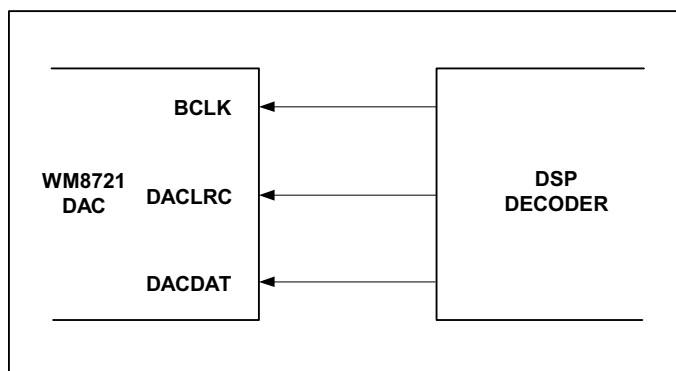 BCLK
WM8721
DAC
DACLRC
DACDAT
DSP
DECODER